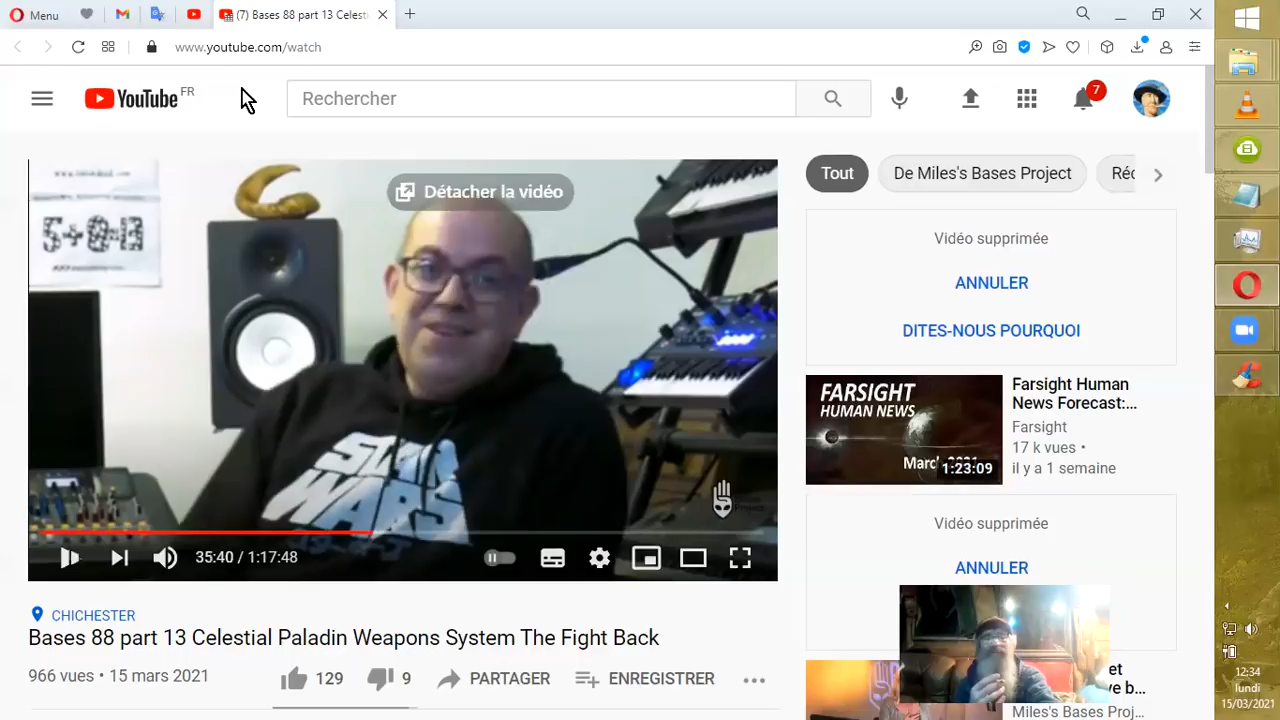 Menu
(7) Bases 88 part 13 Celesti
www.youtube.com/watch
YouTube FR
Rechercher
7
Détacher la vidéo
35:40 / 1:17:48
CHICHESTER
Bases 88 part 13 Celestial Paladin Weapons System The Fight Back
966 vues • 15 mars 2021
129
9
PARTAGER
ENREGISTRER
Tout
De Miles's Bases Project
Réc
Vidéo supprimée
ANNULER
DITES-NOUS POURQUOI
FARSIGHT
HUMAN NEWS
1:23:09
Farsight Human
News Forecast:...
Farsight
17 k vues •
il y a 1 semaine
Vidéo supprimée
ANNULER
et
ve b...
Miles's Bases Proj...
12:34
lundi
15/03/2021